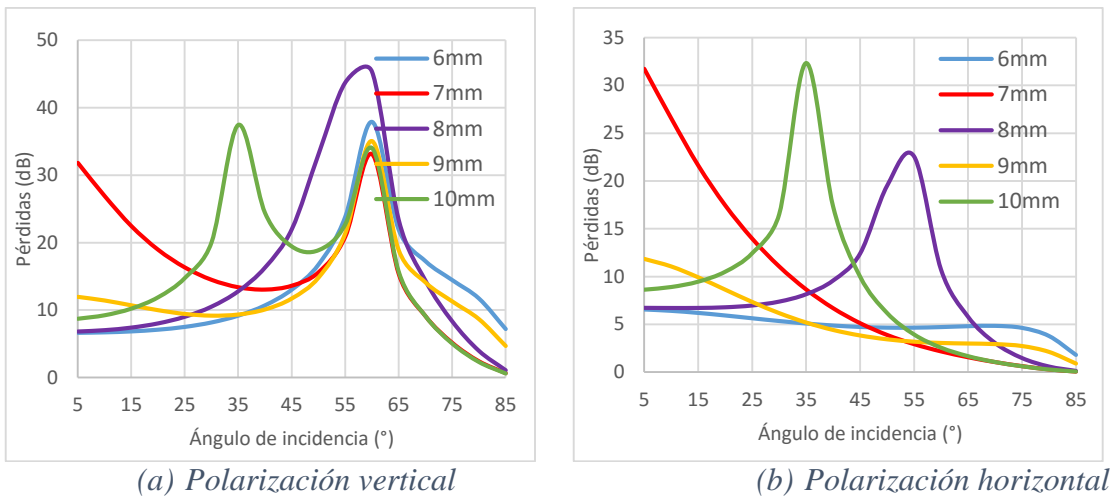 50
40
30
20
10
0
Pérdidas (dB)
5 15 25 35 45 55 65 75 85
Ángulo de incidencia (°)
6mm
7mm
8mm
9mm
10mm
(a) Polarización vertical
35
30
25
20
15
10
5
0
Pérdidas (dB)
5 15 25 35 45 55 65 75 85
Ángulo de incidencia (°)
6mm
7mm
8mm
9mm
10mm
(b) Polarización horizontal